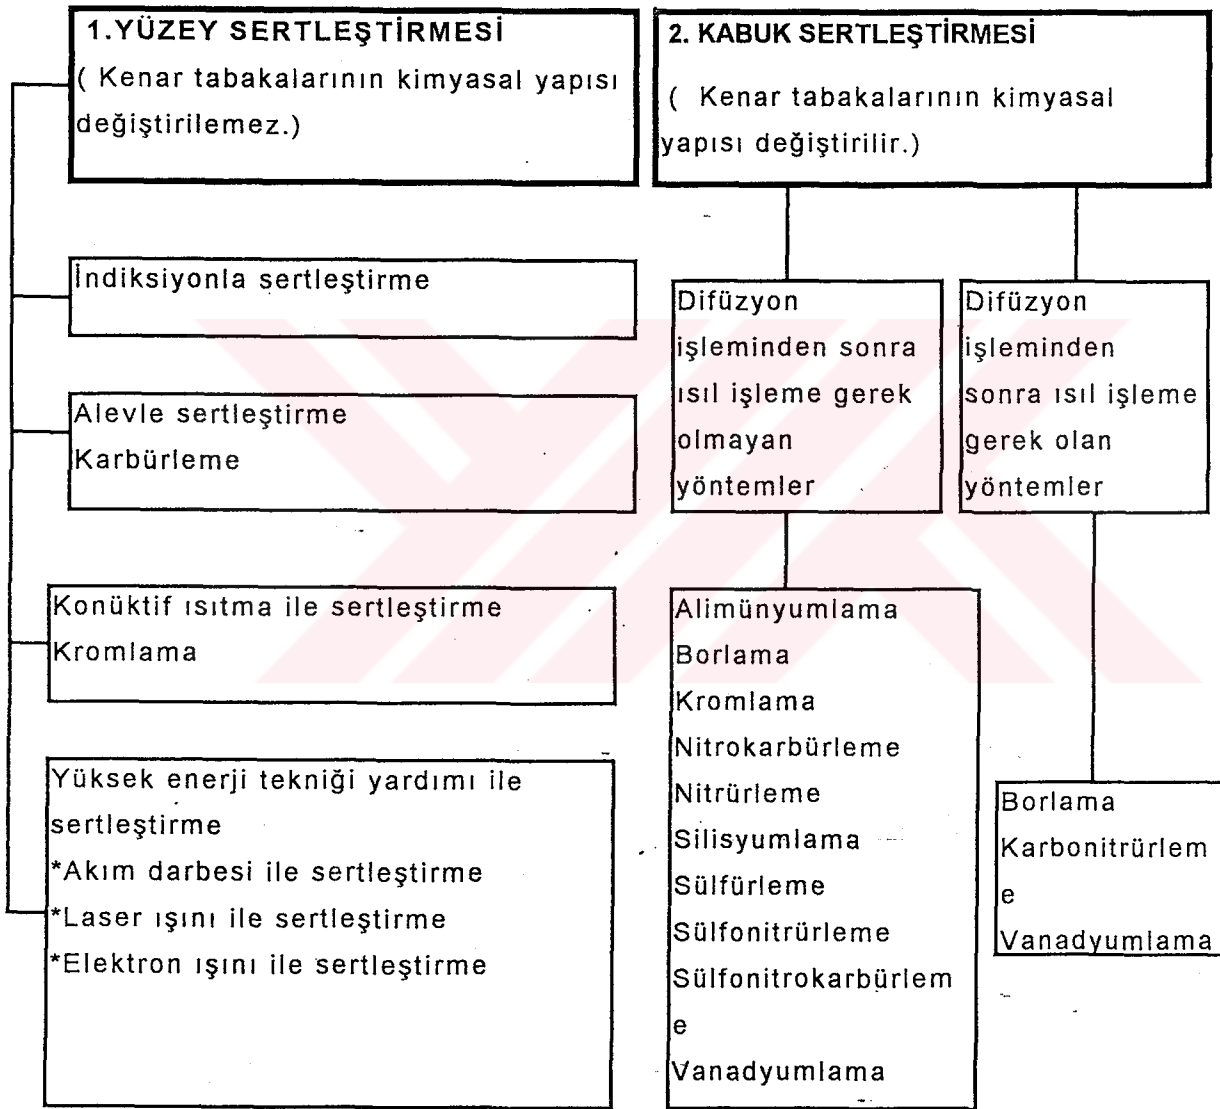 1.YÜZEY SERTLEŞTİRMESİ
( Kenar tabakalarının kimyasal yapısı
değiştirilemez.)
İndiksiyonla sertleştirme
Alevle sertleştirme
Karbürleme
Konüktif ısıtma ile sertleştirme
Kromlama
Yüksek enerji tekniği yardımı ile
sertleştirme
*Akım darbesi ile sertleştirme
*Laser ışını ile sertleştirme
*Elektron ışını ile sertleştirme
2. KABUK SERTLEŞTİRMESİ
( Kenar tabakalarının kimyasal
yapısı değiştirilir.)
Difüzyon
işleminden sonra
ısıl işleme gerek
olmayan
yöntemler
Alimünyumlama
Borlama
Kromlama
Nitrokarbürleme
Nitrürleme
Silisyumlama
Sülfürleme
Sülfonitrürleme
Sülfonitrokarbürlem
e
Vanadyumlama
Difüzyon
işleminden
sonra ısıl işleme
gerek olan
yöntemler
Borlama
Karbonitrürlem
e
Vanadyumlama